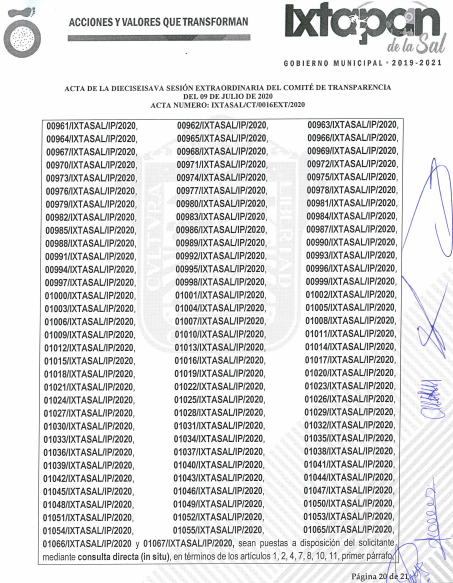 ACCIONES Y VALORES QUE TRANSFORMAN
Ixtapan
de la Sal
GOBIERNO MUNICIPAL • 2019-2021
ACTA DE LA DIECISEISAVA SESIÓN EXTRAORDINARIA DEL COMITÉ DE TRANSPARENCIA
DEL 09 DE JULIO DE 2020
ACTA NUMERO: IXTASAL/CT/0016EXT/2020
00961/IXTASAL/IP/2020, 00962/IXTASAL/IP/2020, 00963/IXTASAL/IP/2020,
00964/IXTASAL/IP/2020, 00965/IXTASAL/IP/2020, 00966/IXTASAL/IP/2020,
00967/IXTASAL/IP/2020, 00968/IXTASAL/IP/2020, 00969/IXTASAL/IP/2020,
00970/IXTASAL/IP/2020, 00971/IXTASAL/IP/2020, 00972/IXTASAL/IP/2020,
00973/IXTASAL/IP/2020, 00974/IXTASAL/IP/2020, 00975/IXTASAL/IP/2020,
00976/IXTASAL/IP/2020, 00977/IXTASAL/IP/2020, 00978/IXTASAL/IP/2020,
00979/IXTASAL/IP/2020, 00980/IXTASAL/IP/2020, 00981/IXTASAL/IP/2020,
00982/IXTASAL/IP/2020, 00983/IXTASAL/IP/2020, 00984/IXTASAL/IP/2020,
00985/IXTASAL/IP/2020, 00986/IXTASAL/IP/2020, 00987/IXTASAL/IP/2020,
00988/IXTASAL/IP/2020, 00989/IXTASAL/IP/2020, 00990/IXTASAL/IP/2020,
00991/IXTASAL/IP/2020, 00992/IXTASAL/IP/2020, 00993/IXTASAL/IP/2020,
00994/IXTASAL/IP/2020, 00995/IXTASAL/IP/2020, 00996/IXTASAL/IP/2020,
00997/IXTASAL/IP/2020, 00998/IXTASAL/IP/2020, 00999/IXTASAL/IP/2020,
01000/IXTASAL/IP/2020, 01001/IXTASAL/IP/2020, 01002/IXTASAL/IP/2020,
01003/IXTASAL/IP/2020, 01004/IXTASAL/IP/2020, 01005/IXTASAL/IP/2020,
01006/IXTASAL/IP/2020, 01007/IXTASAL/IP/2020, 01008/IXTASAL/IP/2020,
01009/IXTASAL/IP/2020, 01010/IXTASAL/IP/2020, 01011/IXTASAL/IP/2020,
01012/IXTASAL/IP/2020, 01013/IXTASAL/IP/2020, 01014/IXTASAL/IP/2020,
01015/IXTASAL/IP/2020, 01016/IXTASAL/IP/2020, 01017/IXTASAL/IP/2020,
01018/IXTASAL/IP/2020, 01019/IXTASAL/IP/2020, 01020/IXTASAL/IP/2020,
01021/IXTASAL/IP/2020, 01022/IXTASAL/IP/2020, 01023/IXTASAL/IP/2020,
01024/IXTASAL/IP/2020, 01025/IXTASAL/IP/2020, 01026/IXTASAL/IP/2020,
01027/IXTASAL/IP/2020, 01028/IXTASAL/IP/2020, 01029/IXTASAL/IP/2020,
01030/IXTASAL/IP/2020, 01031/IXTASAL/IP/2020, 01032/IXTASAL/IP/2020,
01033/IXTASAL/IP/2020, 01034/IXTASAL/IP/2020, 01035/IXTASAL/IP/2020,
01036/IXTASAL/IP/2020, 01037/IXTASAL/IP/2020, 01038/IXTASAL/IP/2020,
01039/IXTASAL/IP/2020, 01040/IXTASAL/IP/2020, 01041/IXTASAL/IP/2020,
01042/IXTASAL/IP/2020, 01043/IXTASAL/IP/2020, 01044/IXTASAL/IP/2020,
01045/IXTASAL/IP/2020, 01046/IXTASAL/IP/2020, 01047/IXTASAL/IP/2020,
01048/IXTASAL/IP/2020, 01049/IXTASAL/IP/2020, 01050/IXTASAL/IP/2020,
01051/IXTASAL/IP/2020, 01052/IXTASAL/IP/2020, 01053/IXTASAL/IP/2020,
01054/IXTASAL/IP/2020, 01055/IXTASAL/IP/2020, 01065/IXTASAL/IP/2020,
01066/IXTASAL/IP/2020 y 01067/IXTASAL/IP/2020, sean puestas a disposición del solicitante
mediante consulta directa (in situ), en términos de los artículos 1, 2, 4, 7, 8, 10, 11, primer párrafo,
Página 20 de 21